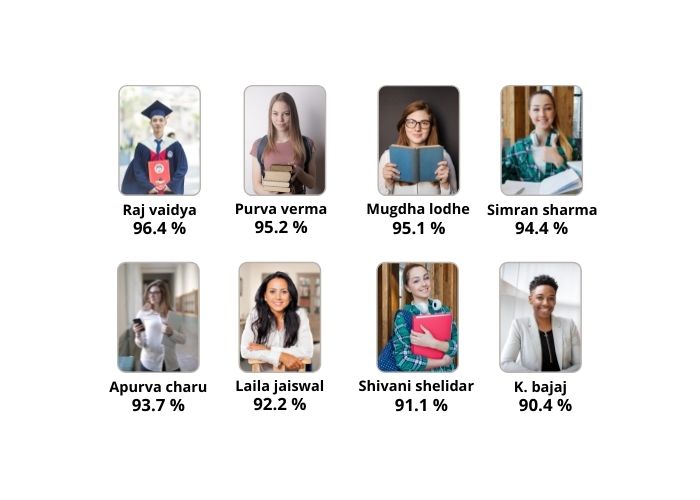 Raj vaidya
96.4 %
Purva verma
95.2 %
Mugdha lodhe
95.1 %
Simran sharma
94.4 %
Apurva charu
93.7 %
Laila jaiswal
92.2 %
Shivani shelidar
91.1 %
K. bajaj
90.4 %